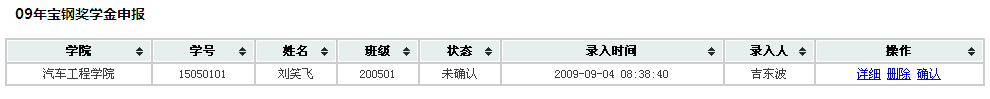 09年宝钢奖学金申报
学院 学号 姓名 班级 状态 录入时间 录入人 操作
汽车工程学院 15050101 刘笑飞 200501 未确认 2009-09-04 08:38:40 吉东波 详细 删除 确认